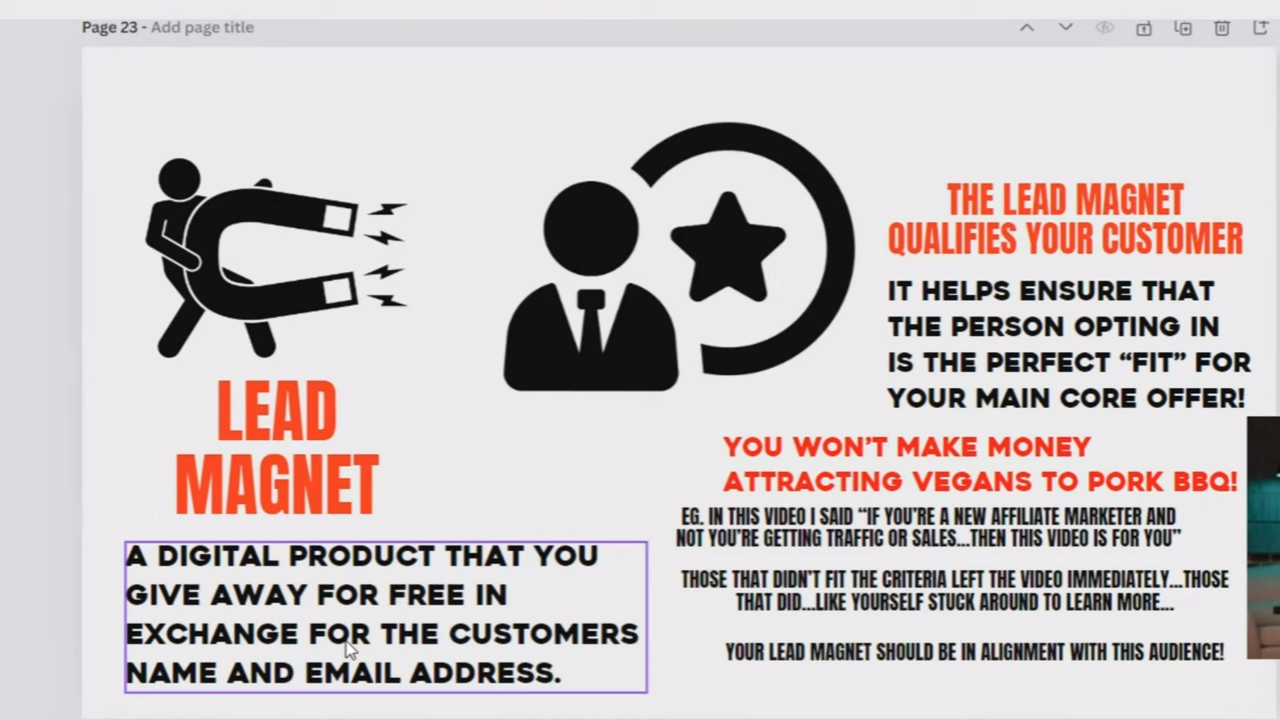 Page 23 - Add page title
LEAD
MAGNET
A DIGITAL PRODUCT THAT YOU
GIVE AWAY FOR FREE IN
EXCHANGE FOR THE CUSTOMERS
NAME AND EMAIL ADDRESS.
THE LEAD MAGNET
QUALIFIES YOUR CUSTOMER
IT HELPS ENSURE THAT
THE PERSON OPTING IN
IS THE PERFECT “FIT” FOR
YOUR MAIN CORE OFFER!
YOU WON’T MAKE MONEY
ATTRACTING VEGANS TO PORK BBQ!
EG. IN THIS VIDEO I SAID “IF YOU’RE A NEW AFFILIATE MARKETER AND
NOT YOU’RE GETTING TRAFFIC OR SALES...THEN THIS VIDEO IS FOR YOU”
THOSE THAT DIDN’T FIT THE CRITERIA LEFT THE VIDEO IMMEDIATELY...THOSE
THAT DID...LIKE YOURSELF STUCK AROUND TO LEARN MORE...
YOUR LEAD MAGNET SHOULD BE IN ALIGNMENT WITH THIS AUDIENCE!